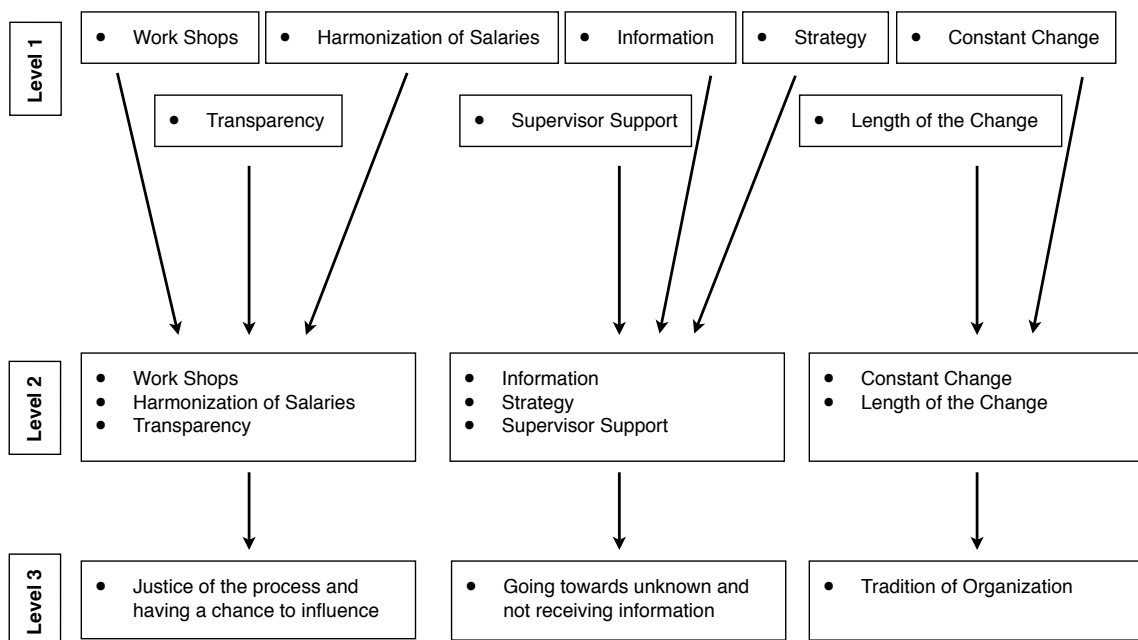 Level 1
• Work Shops
• Harmonization of Salaries
• Information
• Strategy
• Constant Change
• Transparency
• Supervisor Support
• Length of the Change
Level 2
• Work Shops
• Harmonization of Salaries
• Transparency
• Information
• Strategy
• Supervisor Support
• Constant Change
• Length of the Change
Level 3
• Justice of the process and
having a chance to influence
• Going towards unknown and
not receiving information
• Tradition of Organization